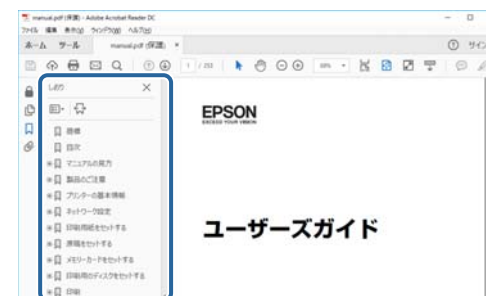 manual.pdf (保護) - Adobe Acrobat Reader DC
ファイル 編集 表示(V) ウィンドウ(W) ヘルプ(H)
ホーム ツール manual.pdf (保護) ×
しおり ×
商標
目次
マニュアルの見方
製品のご注意
プリンターの基本情報
ネットワーク設定
印刷用紙をセットする
原稿をセットする
メモリーカードをセットする
印刷用のディスクをセットする
印刷
EPSON
EXCEED YOUR VISION
ユーザーズガイド